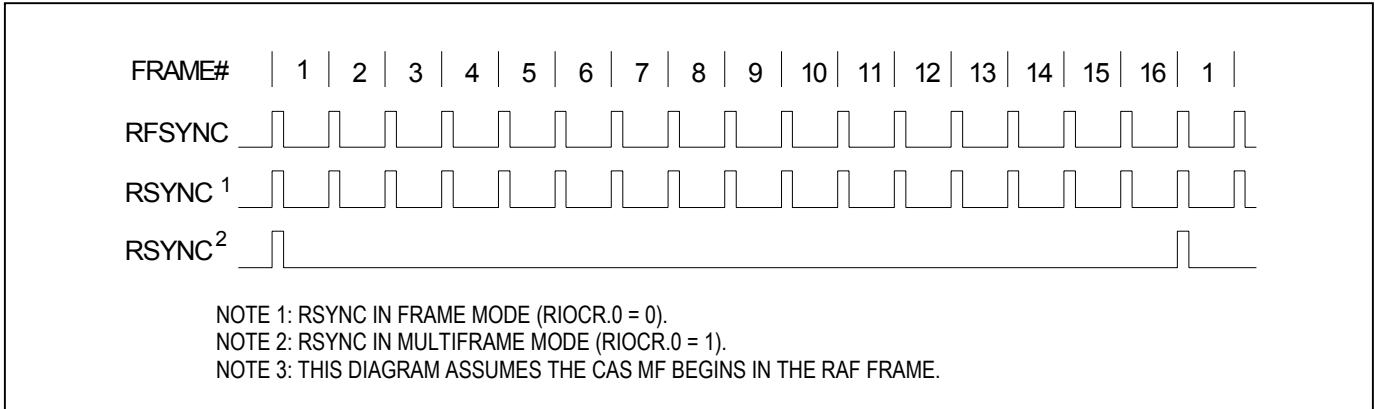 FRAME# 1 2 3 4 5 6 7 8 9 10 11 12 13 14 15 16 1
RFSYNC
RSYNC 1
RSYNC 2
NOTE 1: RSYNC IN FRAME MODE (RIOCR.0 = 0).
NOTE 2: RSYNC IN MULTIFRAME MODE (RIOCR.0 = 1).
NOTE 3: THIS DIAGRAM ASSUMES THE CAS MF BEGINS IN THE RAF FRAME.